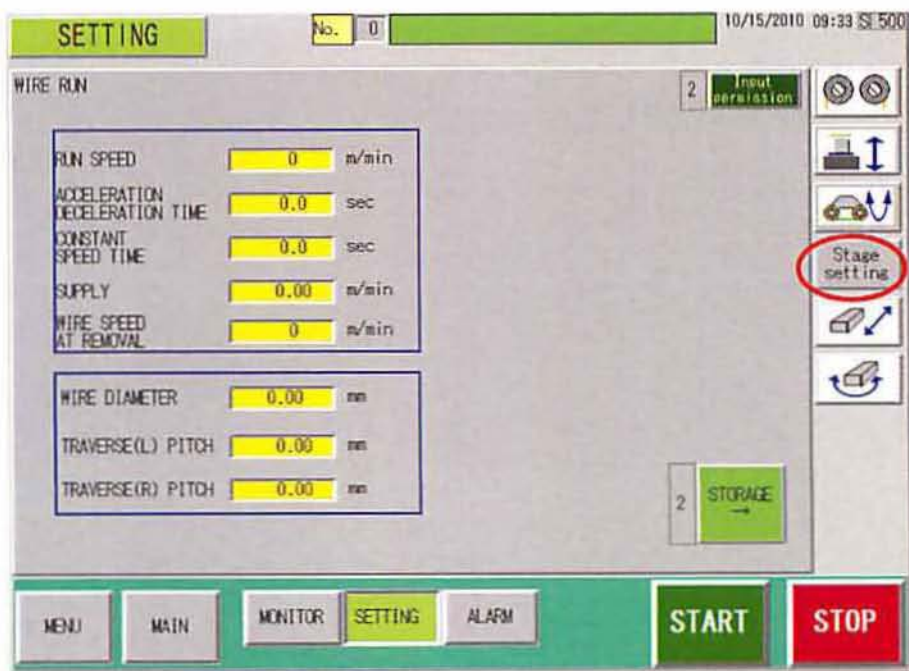 SETTING
No. 0
10/15/2010 09:33 SL500
WIRE RUN
2 Input permission
RUN SPEED 0 m/min
ACCELERATION
DECELERATION TIME 0.0 sec
CONSTANT
SPEED TIME 0.0 sec
SUPPLY 0.00 m/min
WIRE SPEED
AT REMOVAL 0 m/min
WIRE DIAMETER 0.00 mm
TRAVERSE(L) PITCH 0.00 mm
TRAVERSE(R) PITCH 0.00 mm
Stage
setting
2 STORAGE
→
MENU MAIN MONITOR SETTING ALARM START STOP